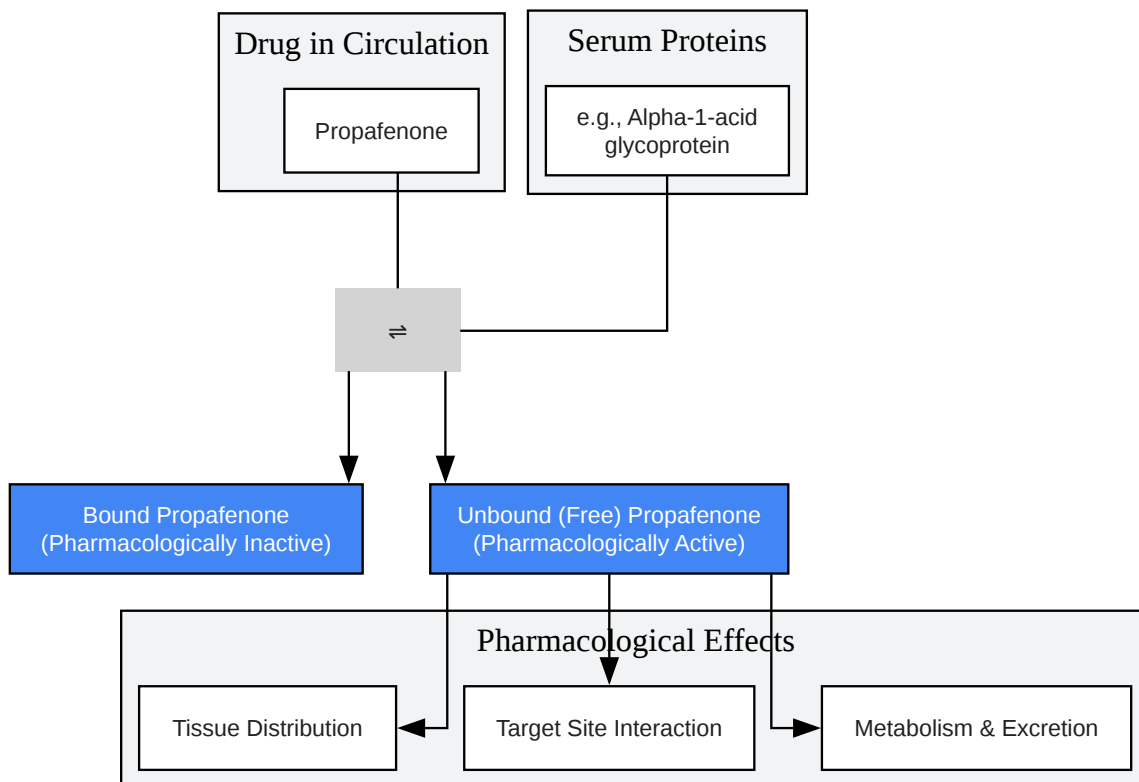 Drug in Circulation
Serum Proteins
Propafenone
e.g., Alpha-1-acid
glycoprotein
⇌
Bound Propafenone
(Pharmacologically Inactive)
Unbound (Free) Propafenone
(Pharmacologically Active)
Pharmacological Effects
Tissue Distribution
Target Site Interaction
Metabolism & Excretion